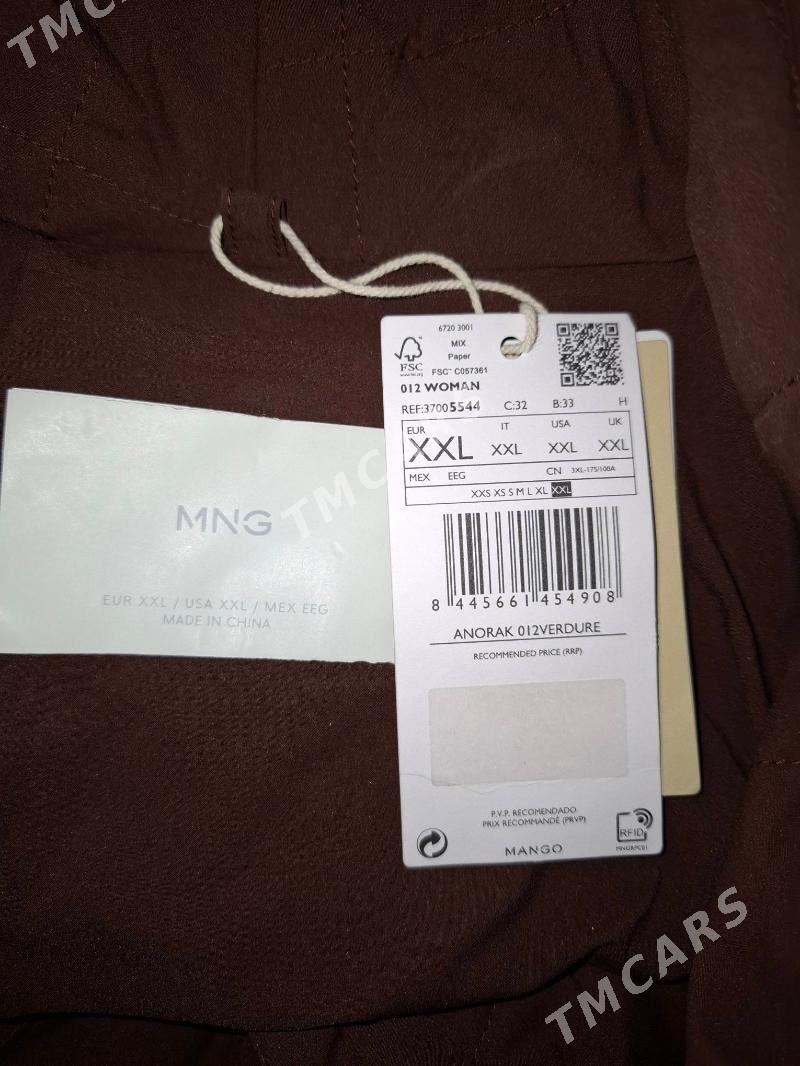 TMCARS
6720 3001
MIX
Paper
FSC™ C057361
FSC
www.fsc.org
012 WOMAN
REF:37005544 C:32 B:33 H
EUR IT USA UK
XXL XXL XXL XXL
MEX EEG CN 3XL-175/100A
XXS XS S M L XL XXL
8 445661 454908
ANORAK 012VERDURE
RECOMMENDED PRICE (RRP)
P.V.P. RECOMENDADO
PRIX RECOMMANDÉ (PRVP)
RFID
MANGO
MNG
EUR XXL / USA XXL / MEX EEG
MADE IN CHINA
TMCARS
TMCARS